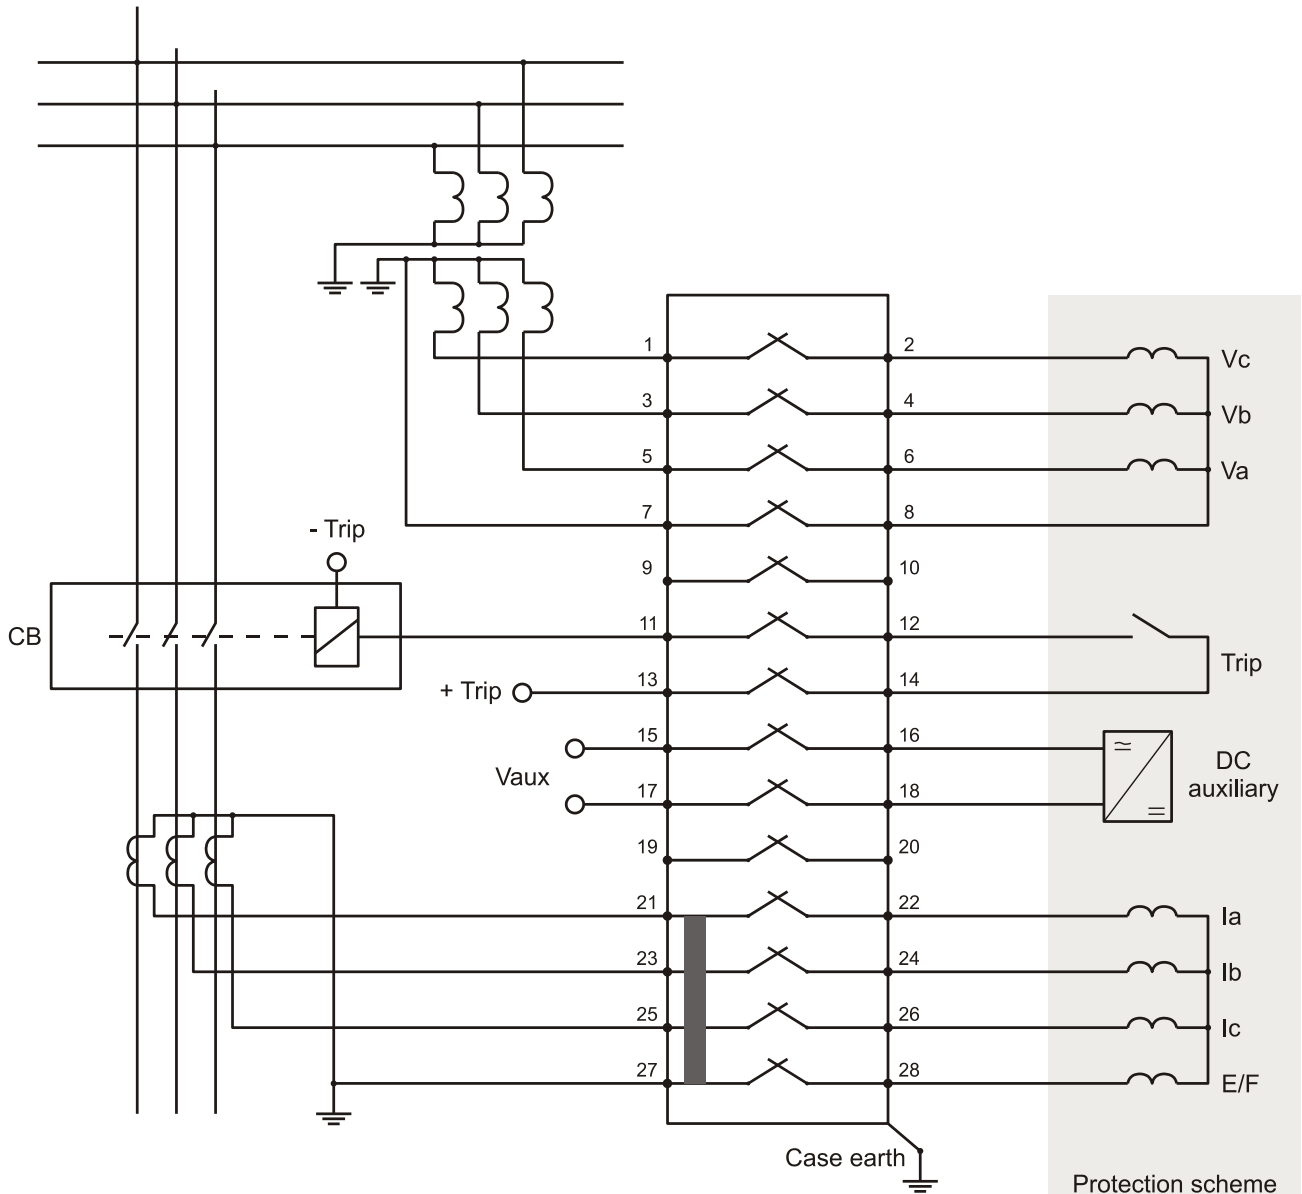 1
2
Vc
3
4
Vb
5
6
Va
7
8
- Trip
9
10
CB
11
12
Trip
+ Trip
13
14
15
16
Vaux
DC
auxiliary
17
18
19
20
21
22
Ia
23
24
Ib
25
26
Ic
27
28
E/F
Case earth
Protection scheme